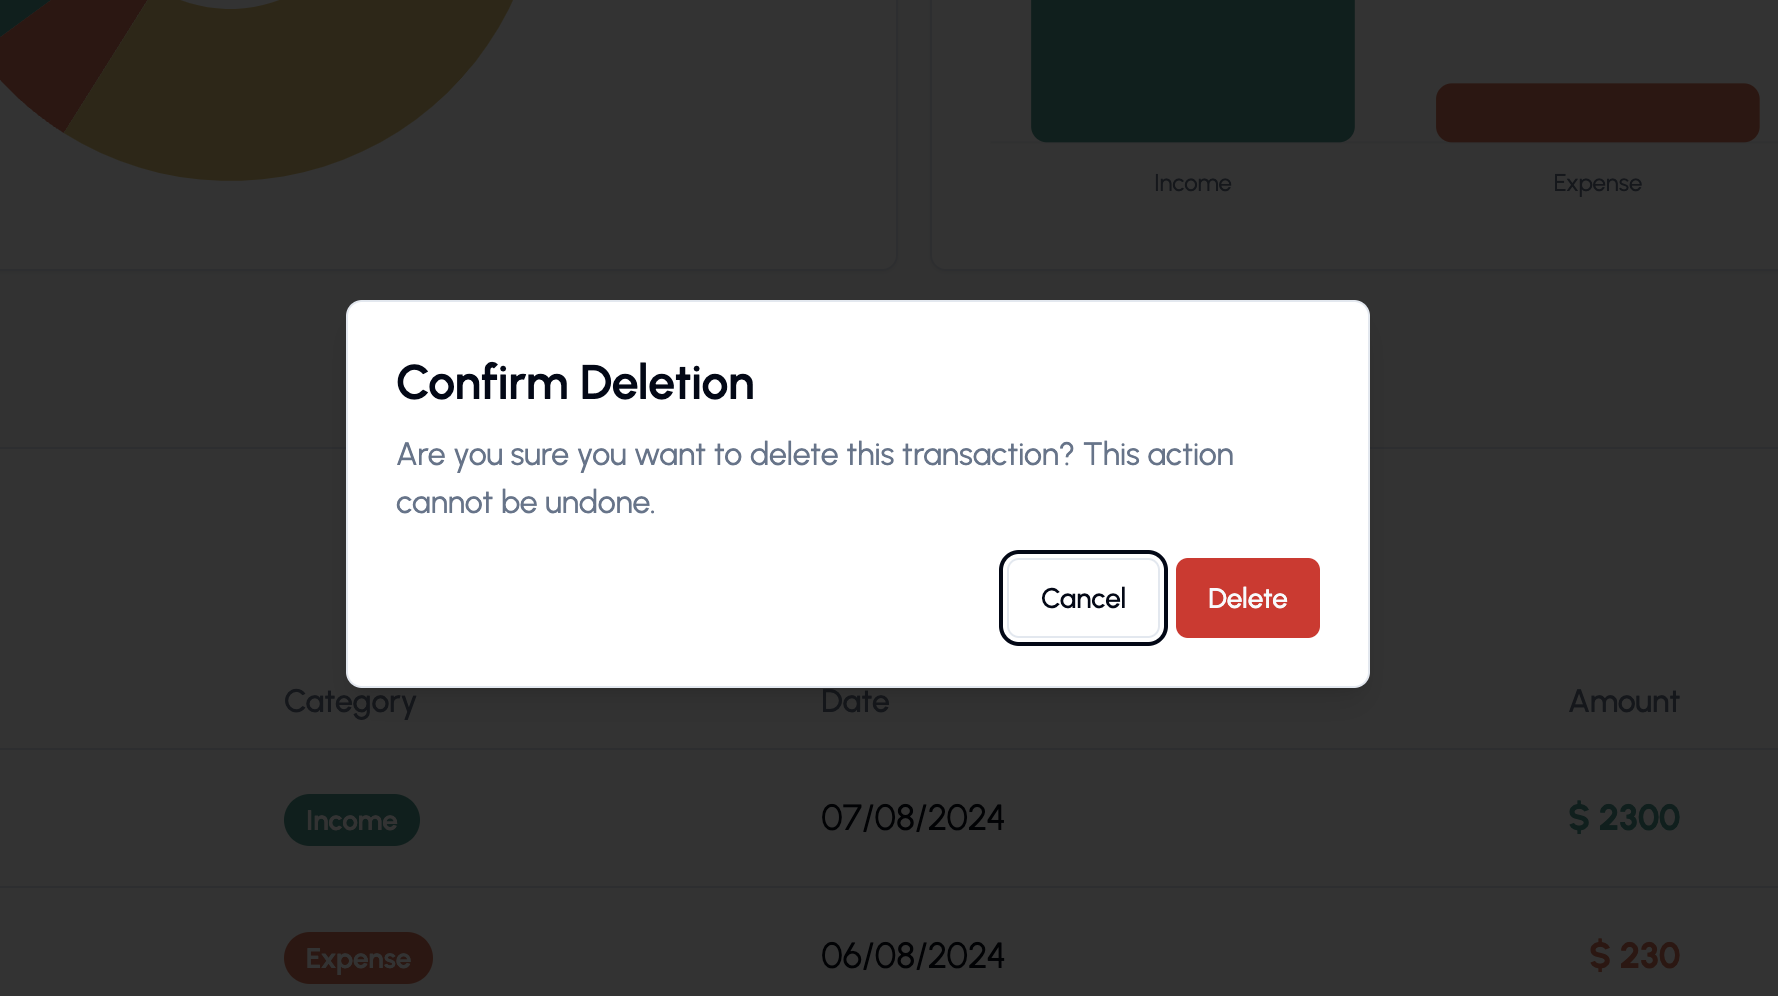 Income Expense
Confirm Deletion
Are you sure you want to delete this transaction? This action
cannot be undone.
Cancel Delete
Category Date Amount
Income 07/08/2024 $ 2300
Expense 06/08/2024 $ 230